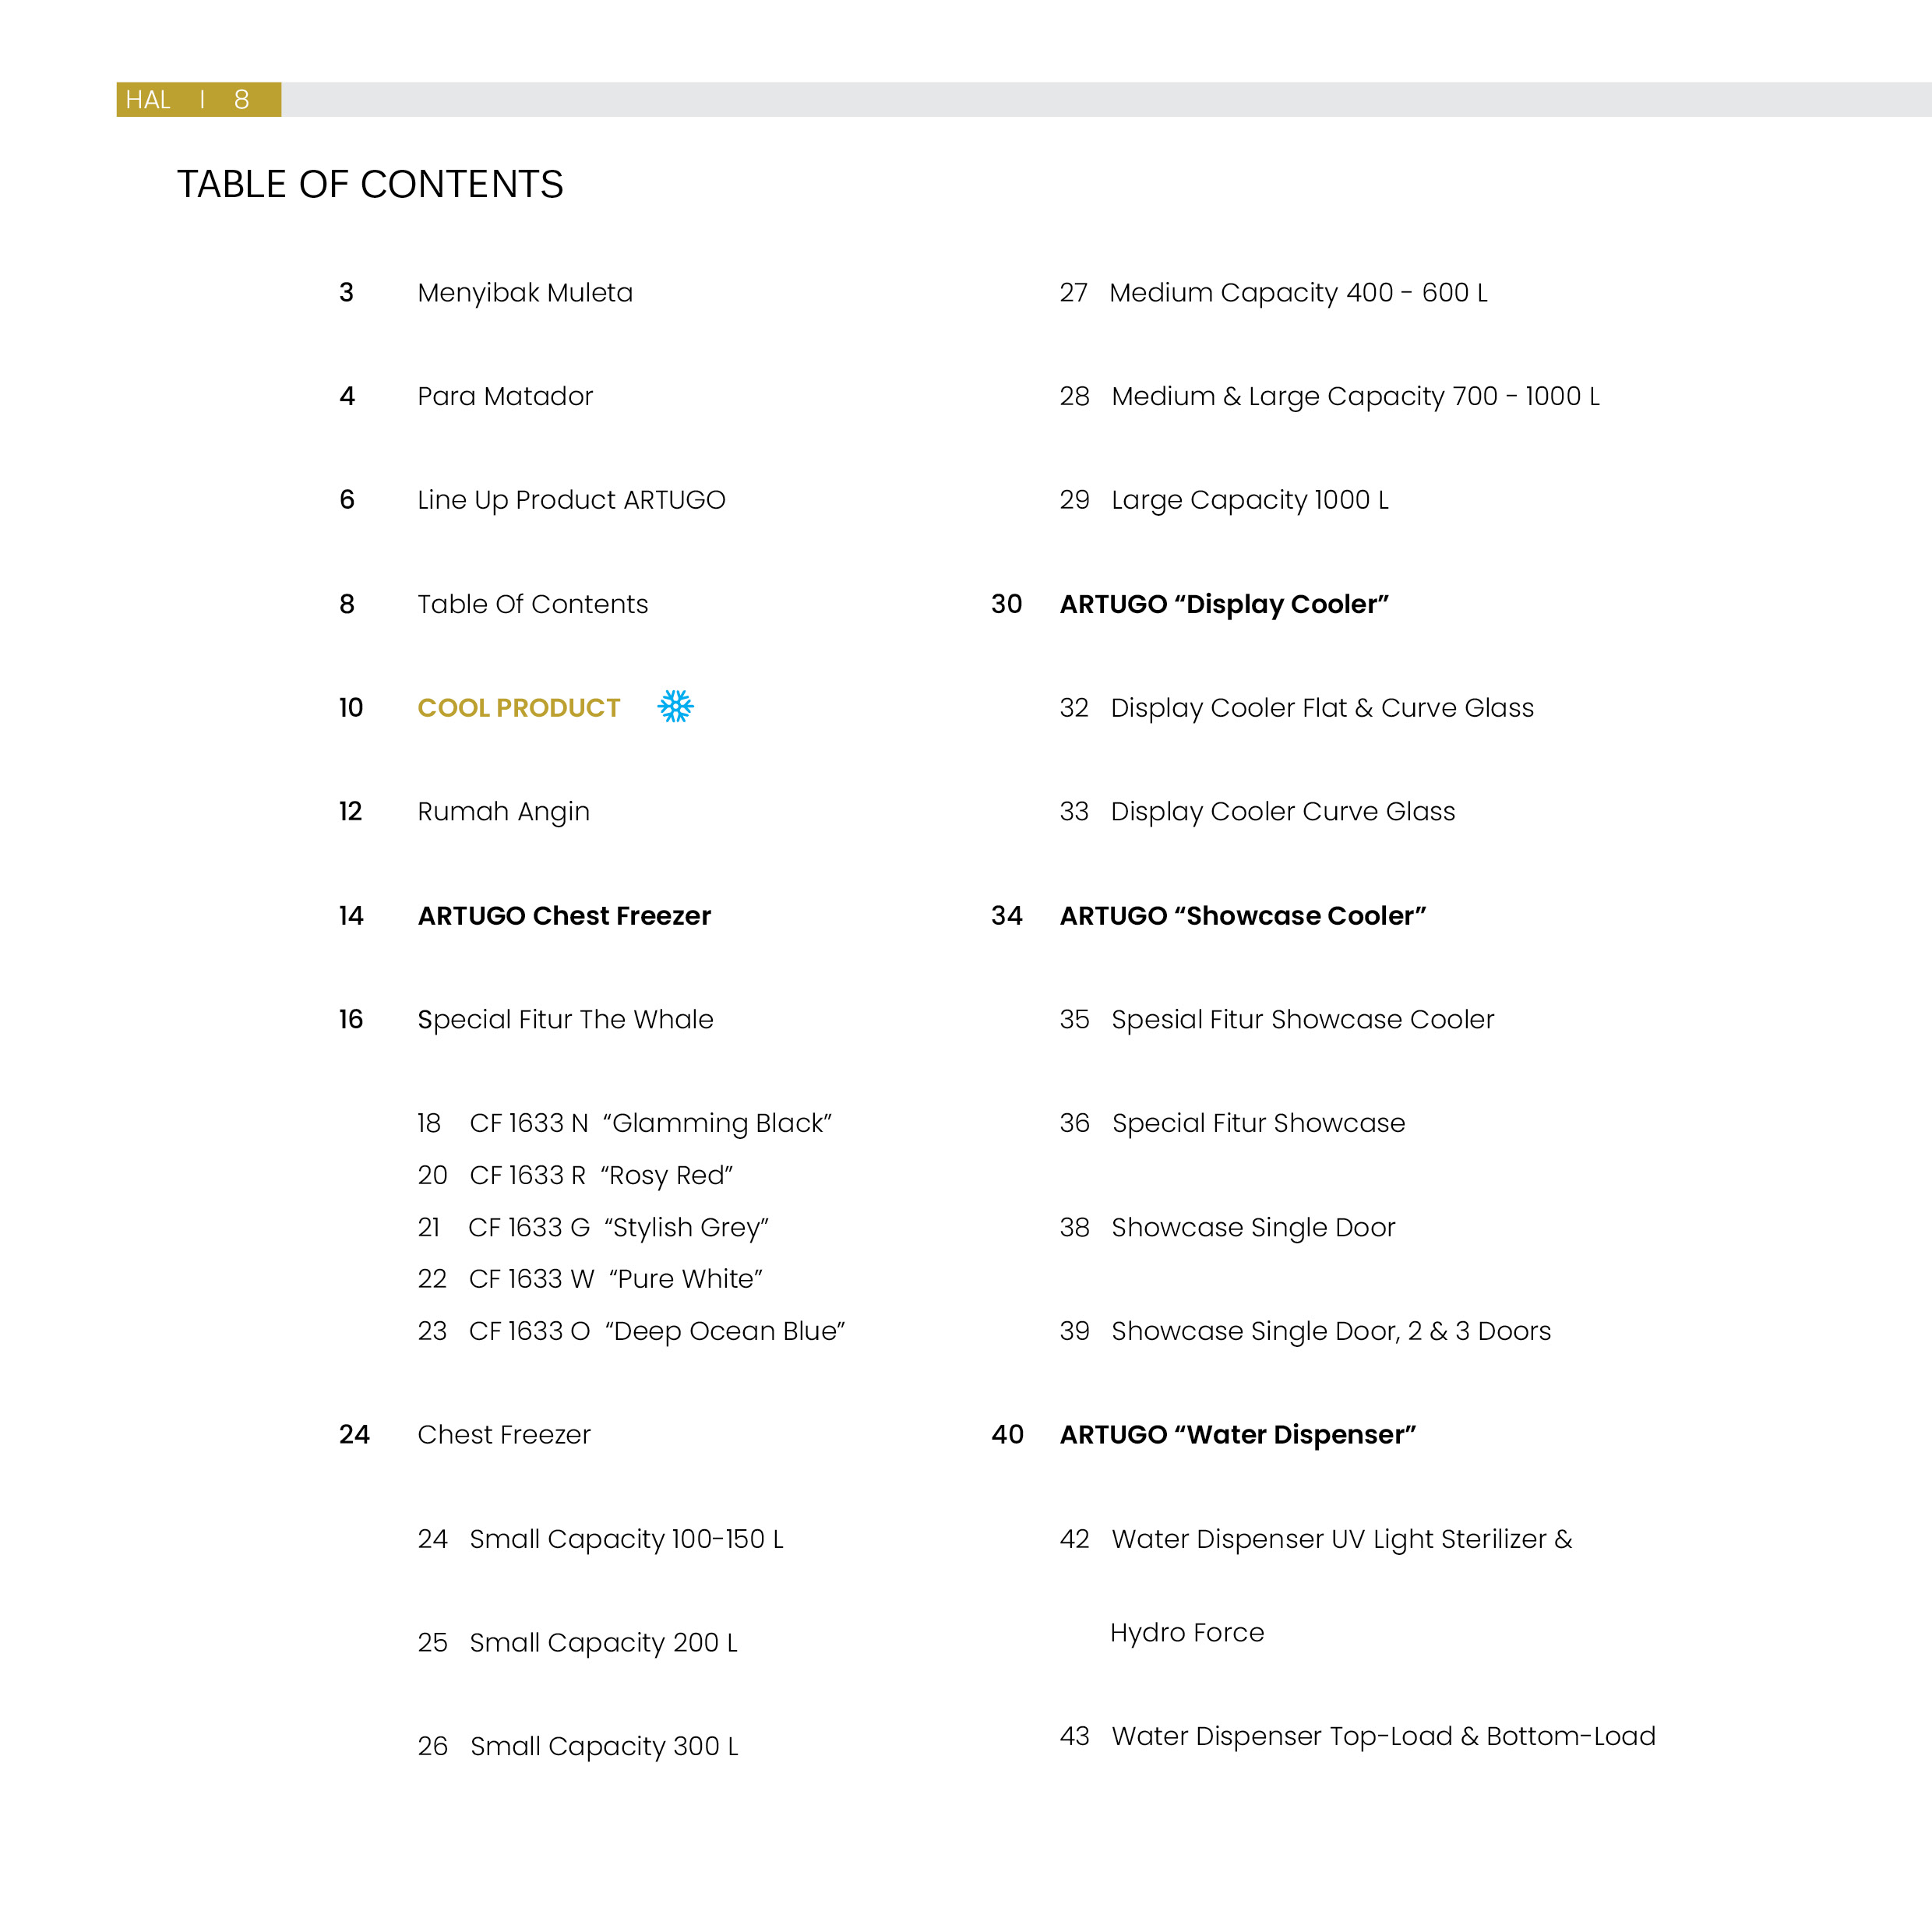 HAL I 8
TABLE OF CONTENTS
3 Menyibak Muleta
4 Para Matador
6 Line Up Product ARTUGO
8 Table Of Contents
10 COOL PRODUCT
12 Rumah Angin
14 ARTUGO Chest Freezer
16 Special Fitur The Whale
18 CF 1633 N “Glamming Black”
20 CF 1633 R “Rosy Red”
21 CF 1633 G “Stylish Grey”
22 CF 1633 W “Pure White”
23 CF 1633 O “Deep Ocean Blue”
24 Chest Freezer
24 Small Capacity 100-150 L
25 Small Capacity 200 L
26 Small Capacity 300 L
27 Medium Capacity 400 - 600 L
28 Medium & Large Capacity 700 - 1000 L
29 Large Capacity 1000 L
30 ARTUGO “Display Cooler”
32 Display Cooler Flat & Curve Glass
33 Display Cooler Curve Glass
34 ARTUGO “Showcase Cooler”
35 Spesial Fitur Showcase Cooler
36 Special Fitur Showcase
38 Showcase Single Door
39 Showcase Single Door, 2 & 3 Doors
40 ARTUGO “Water Dispenser”
42 Water Dispenser UV Light Sterilizer &
Hydro Force
43 Water Dispenser Top-Load & Bottom-Load